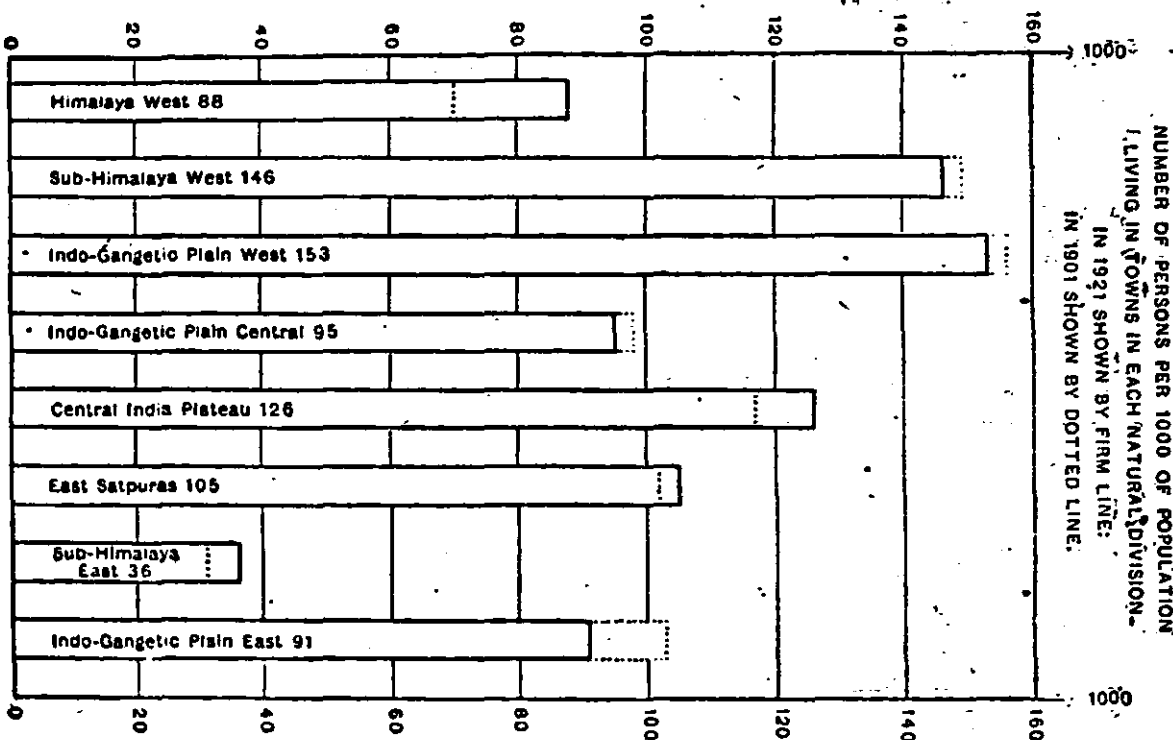 NUMBER OF PERSONS PER 1000 OF POPULATION
LIVING IN TOWNS IN EACH NATURAL DIVISION-
IN 1921 SHOWN BY FIRM LINE:
IN 1901 SHOWN BY DOTTED LINE.
0 20 40 60 80 100 120 140 160 1000
Himalaya West 88
Sub-Himalaya West 146
Indo-Gangetic Plain West 153
Indo-Gangetic Plain Central 95
Central India Plateau 126
East Satpuras 105
Sub-Himalaya
East 36
Indo-Gangetic Plain East 91
0 20 40 60 80 100 120 140 160 1000